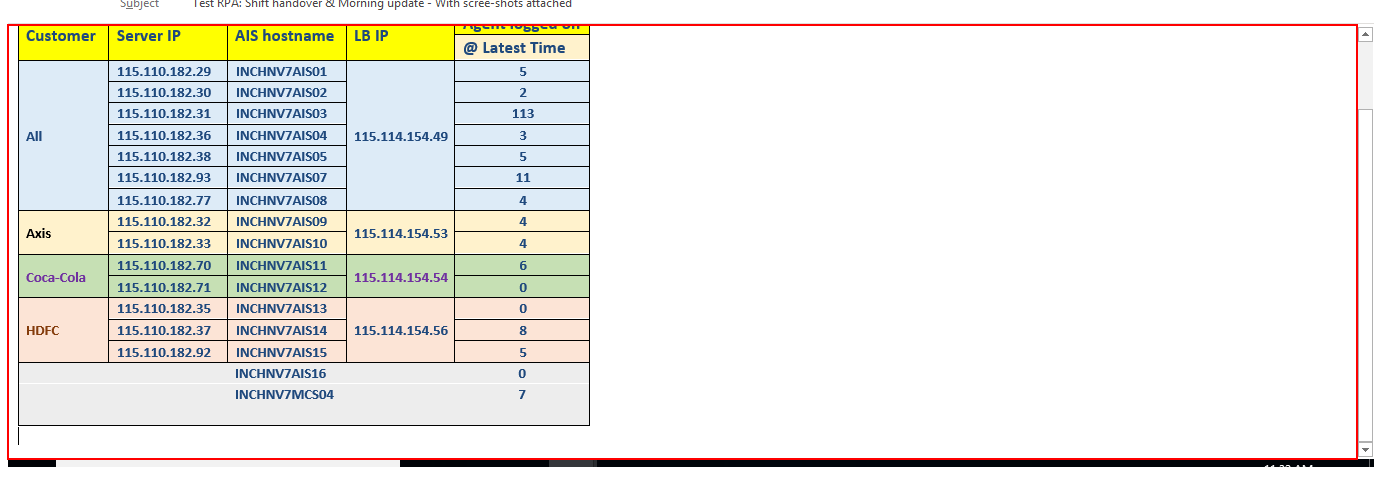 Subject Test RPA: Shift handover & Morning update - With scree-shots attached
Customer Server IP AIS hostname LB IP Agent logged on
@ Latest Time
All 115.110.182.29 INCHNV7AIS01 115.114.154.49 5
115.110.182.30 INCHNV7AIS02 2
115.110.182.31 INCHNV7AIS03 113
115.110.182.36 INCHNV7AIS04 3
115.110.182.38 INCHNV7AIS05 5
115.110.182.93 INCHNV7AIS07 11
115.110.182.77 INCHNV7AIS08 4
Axis 115.110.182.32 INCHNV7AIS09 115.114.154.53 4
115.110.182.33 INCHNV7AIS10 4
Coca-Cola 115.110.182.70 INCHNV7AIS11 115.114.154.54 6
115.110.182.71 INCHNV7AIS12 0
HDFC 115.110.182.35 INCHNV7AIS13 115.114.154.56 0
115.110.182.37 INCHNV7AIS14 8
115.110.182.92 INCHNV7AIS15 5
INCHNV7AIS16 0
INCHNV7MCS04 7